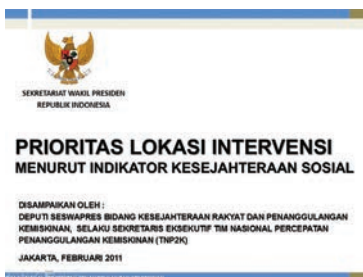 SEKRETARIAT WAKIL PRESIDEN
REPUBLIK INDONESIA
PRIORITAS LOKASI INTERVENSI
MENURUT INDIKATOR KESEJAHTERAAN SOSIAL
DISAMPAIKAN OLEH :
DEPUTI SESWAPRES BIDANG KESEJAHTERAAN RAKYAT DAN PENANGGULANGAN
KEMISKINAN, SELAKU SEKRETARIS EKSEKUTIF TIM NASIONAL PERCEPATAN
PENANGGULANGAN KEMISKINAN (TNP2K)
JAKARTA, FEBRUARI 2011